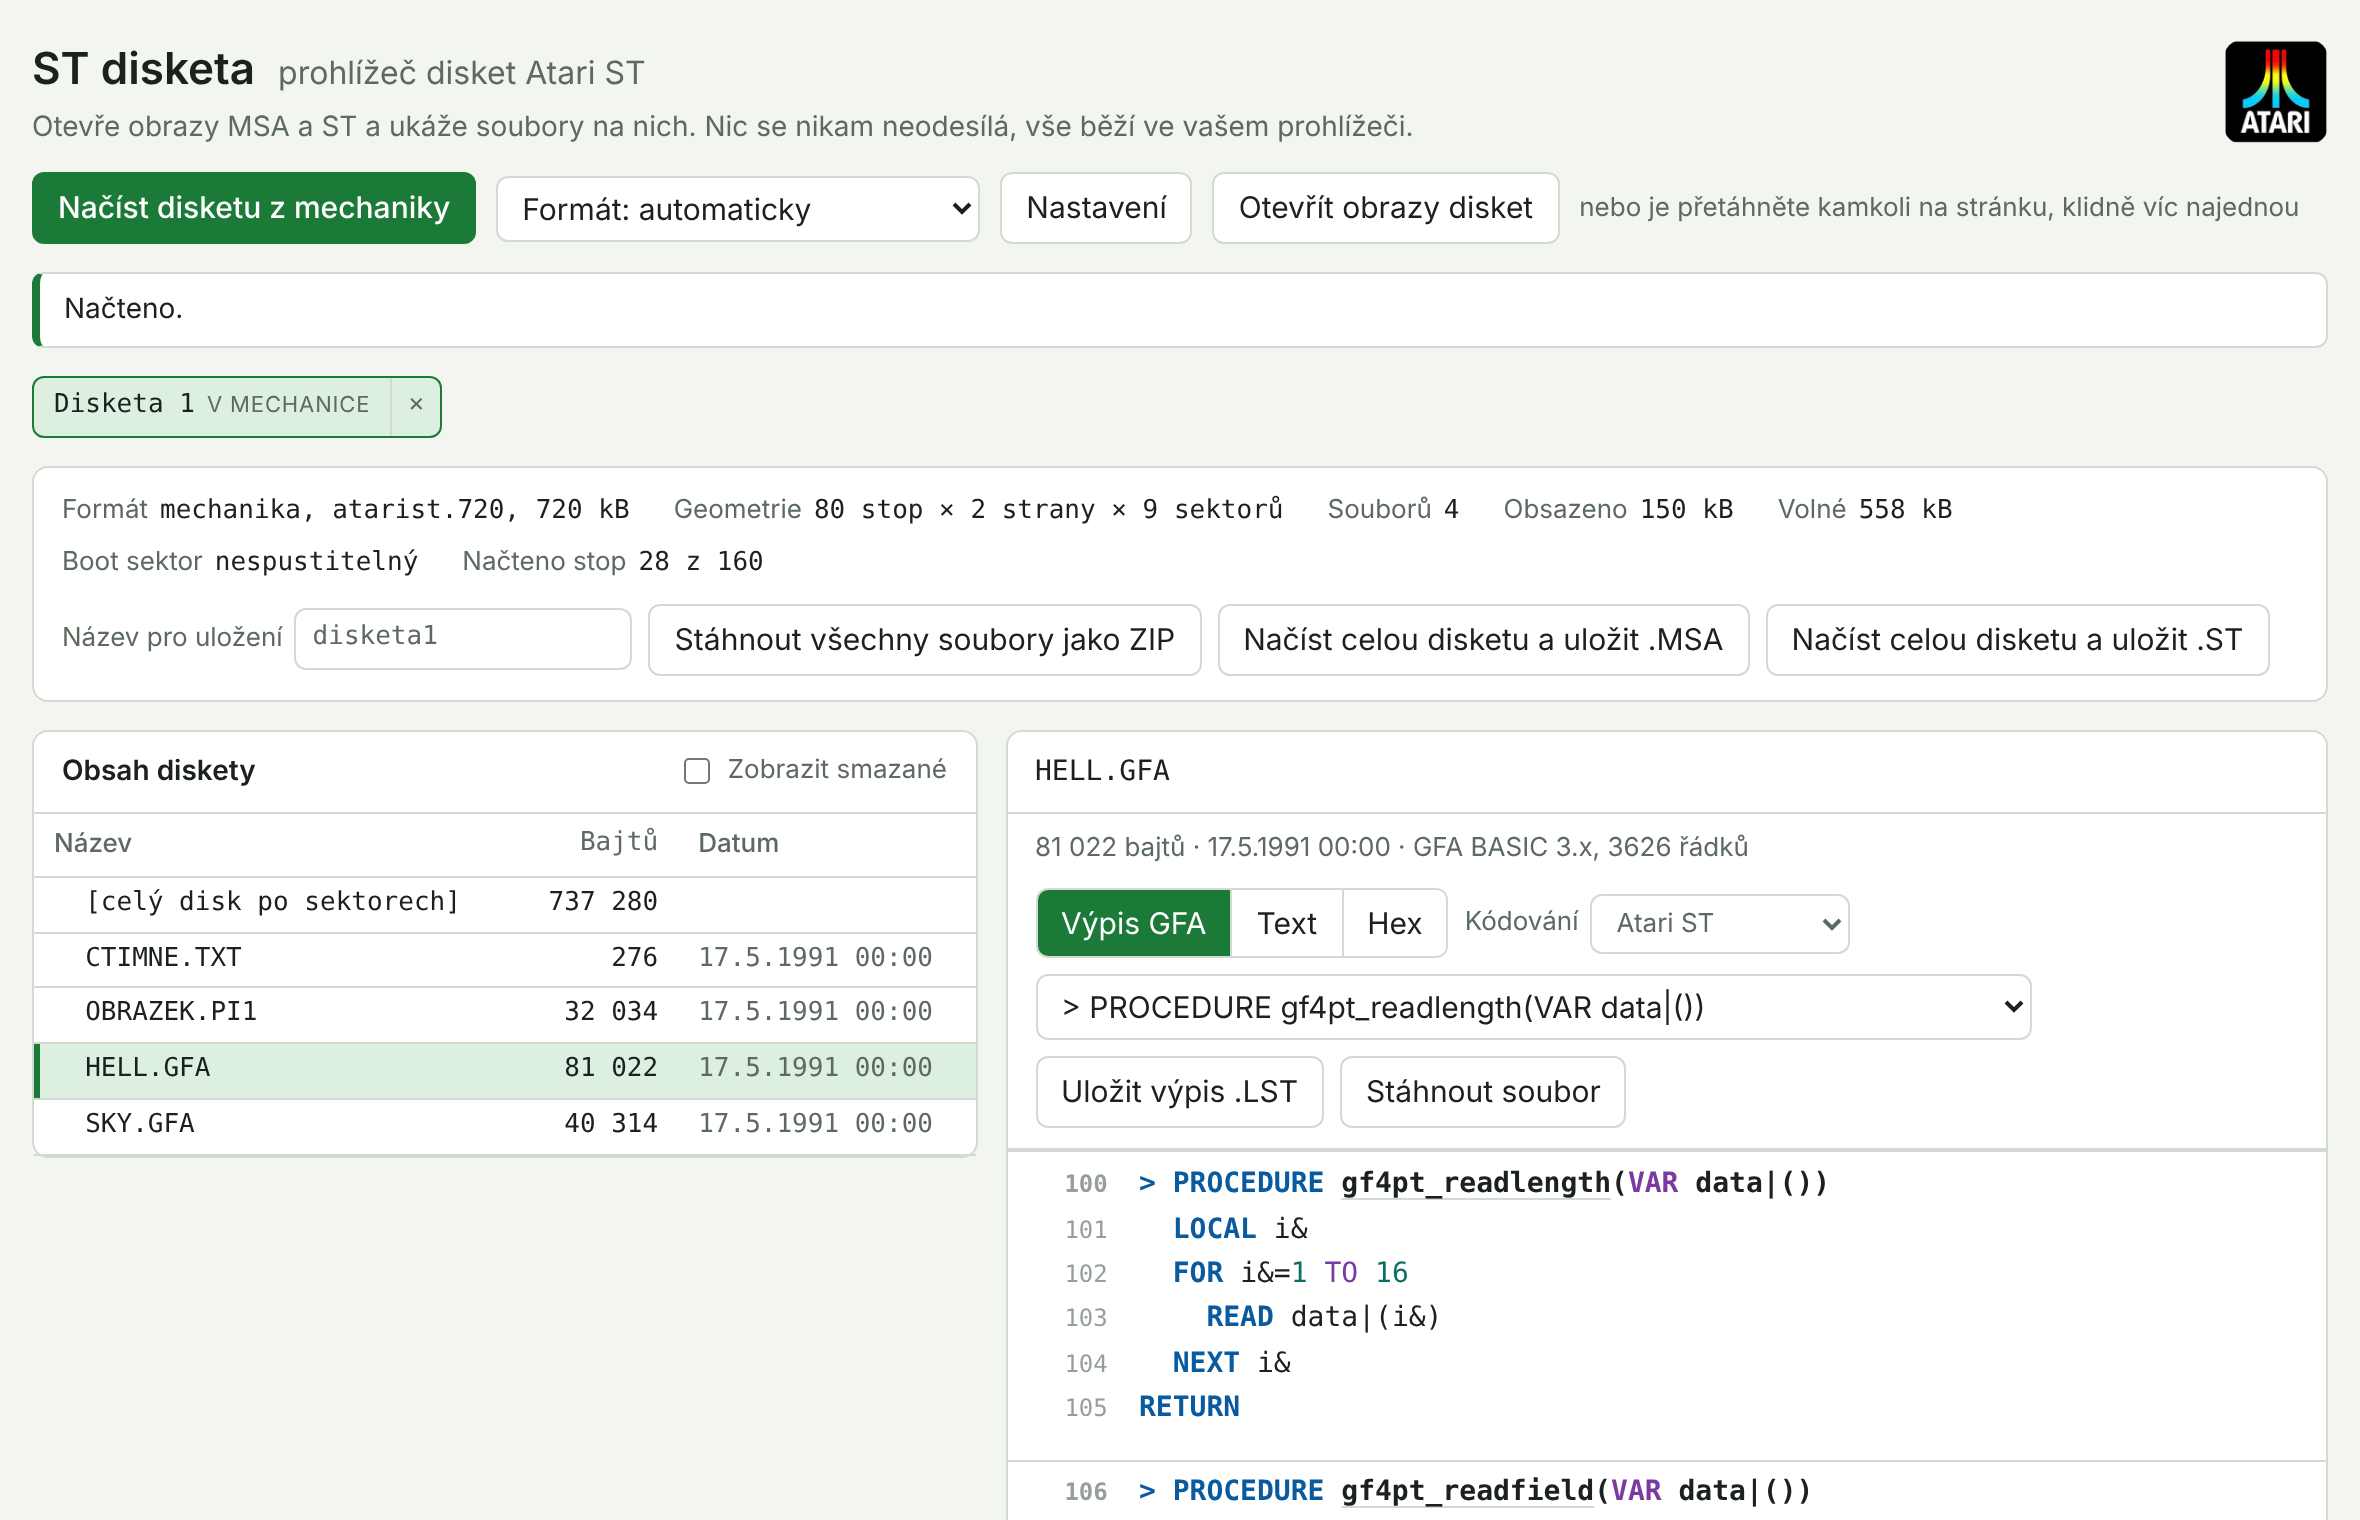 ST disketa prohlížeč disket Atari ST
Otevře obrazy MSA a ST a ukáže soubory na nich. Nic se nikam neodesílá, vše běží ve vašem prohlížeči.
ATARI
Načíst disketu z mechaniky Formát: automaticky Nastavení Otevřít obrazy disket nebo je přetáhněte kamkoli na stránku, klidně víc najednou
Načteno.
Disketa 1 V MECHANICE ×
Formát mechanika, atarist.720, 720 kB Geometrie 80 stop × 2 strany × 9 sektorů Souborů 4 Obsazeno 150 kB Volné 558 kB
Boot sektor nespustitelný Načteno stop 28 z 160
Název pro uložení disketa1 Stáhnout všechny soubory jako ZIP Načíst celou disketu a uložit .MSA Načíst celou disketu a uložit .ST
Obsah diskety Zobrazit smazané
Název Bajtů Datum
[celý disk po sektorech] 737 280
CTIMNE.TXT 276 17.5.1991 00:00
OBRAZEK.PI1 32 034 17.5.1991 00:00
HELL.GFA 81 022 17.5.1991 00:00
SKY.GFA 40 314 17.5.1991 00:00
HELL.GFA
81 022 bajtů · 17.5.1991 00:00 · GFA BASIC 3.x, 3626 řádků
Výpis GFA Text Hex Kódování Atari ST
> PROCEDURE gf4pt_readlength(VAR data|())
Uložit výpis .LST Stáhnout soubor
100 > PROCEDURE gf4pt_readlength(VAR data|())
101 LOCAL i&
102 FOR i&=1 TO 16
103 READ data|(i&)
104 NEXT i&
105 RETURN
106 > PROCEDURE gf4pt_readfield(VAR data|())